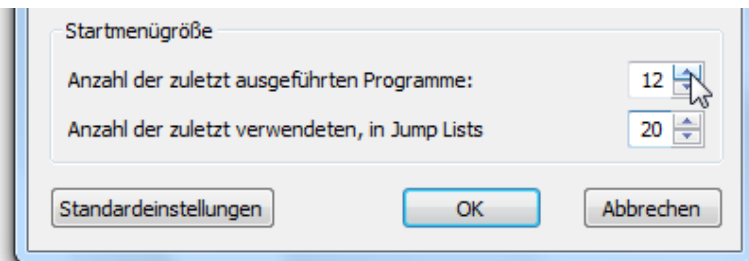 Startmenügröße
Anzahl der zuletzt ausgeführten Programme: 12
Anzahl der zuletzt verwendeten, in Jump Lists 20
Standardeinstellungen OK Abbrechen